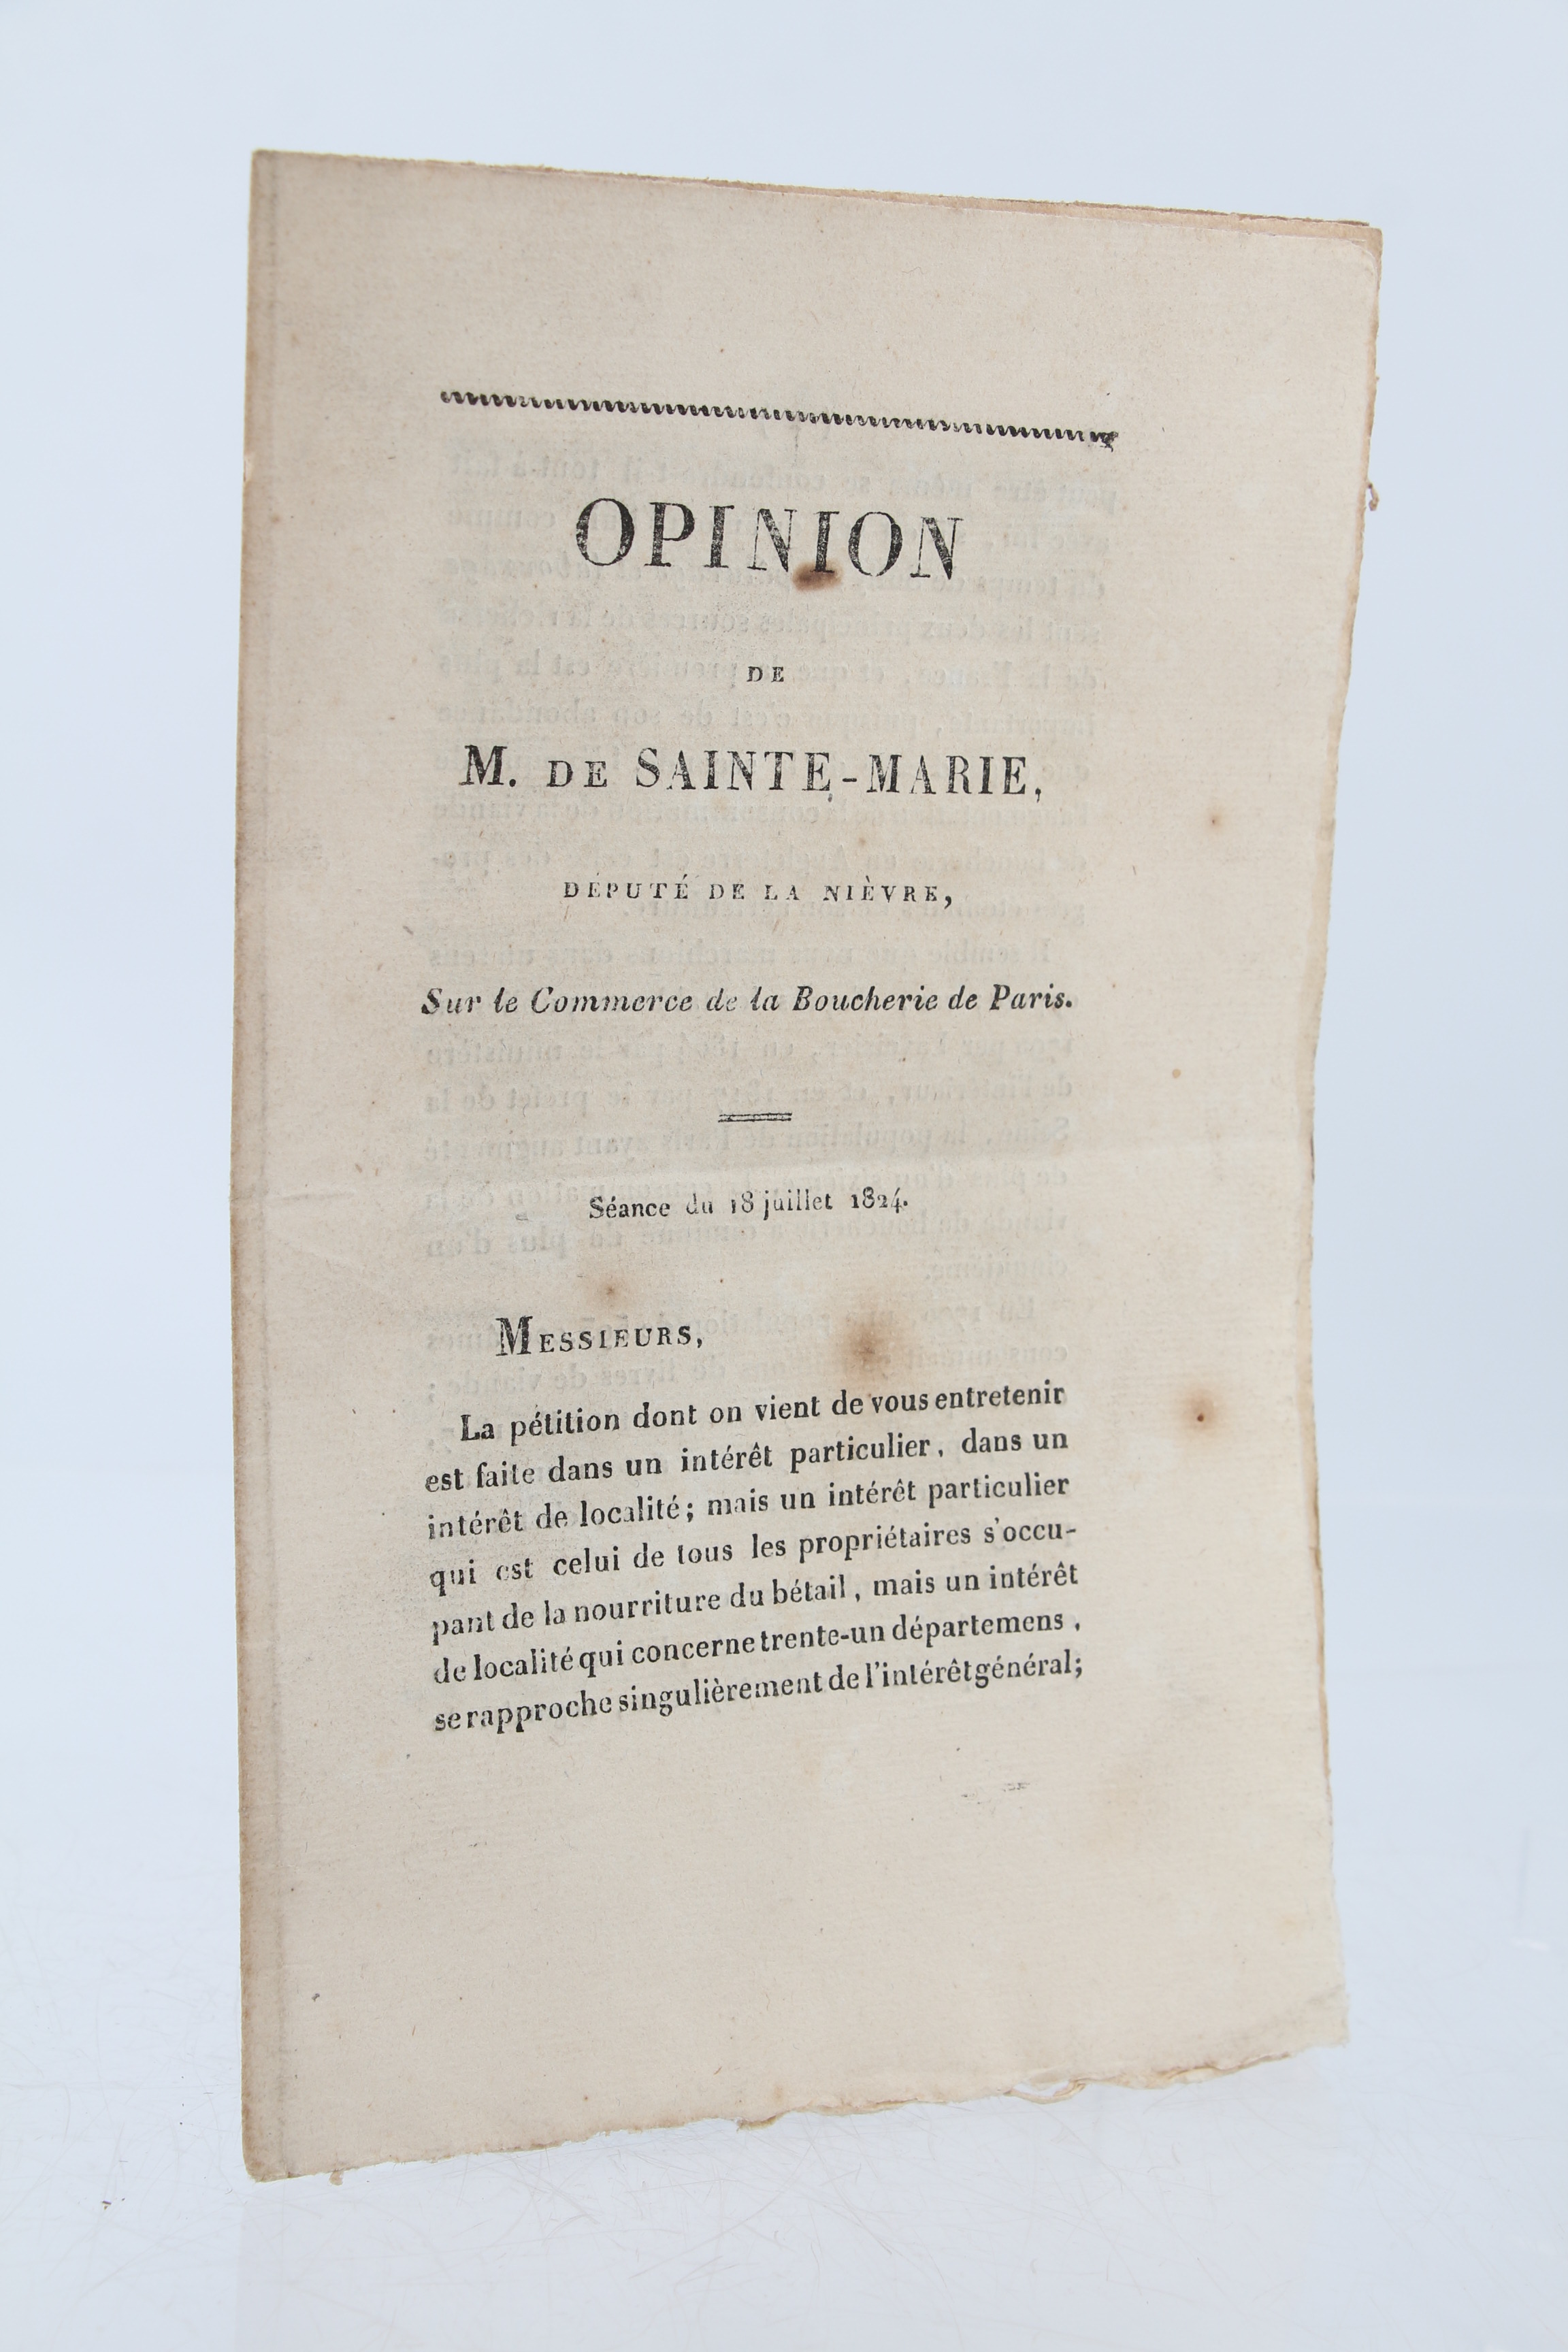 OPINION
DE
M. DE SAINTE-MARIE,
DÉPUTÉ DE LA NIÈVRE,
Sur le Commerce de la Boucherie de Paris.
Séance du 18 juillet 1824.
MESSIEURS,
La pétition dont on vient de vous entretenir
est faite dans un intérêt particulier, dans un
intérêt de localité; mais un intérêt particulier
qui est celui de tous les propriétaires s'occu-
pant de la nourriture du bétail, mais un intérêt
de localité qui concerne trente-un départemens,
se rapproche singulièrement de l'intérêt général;